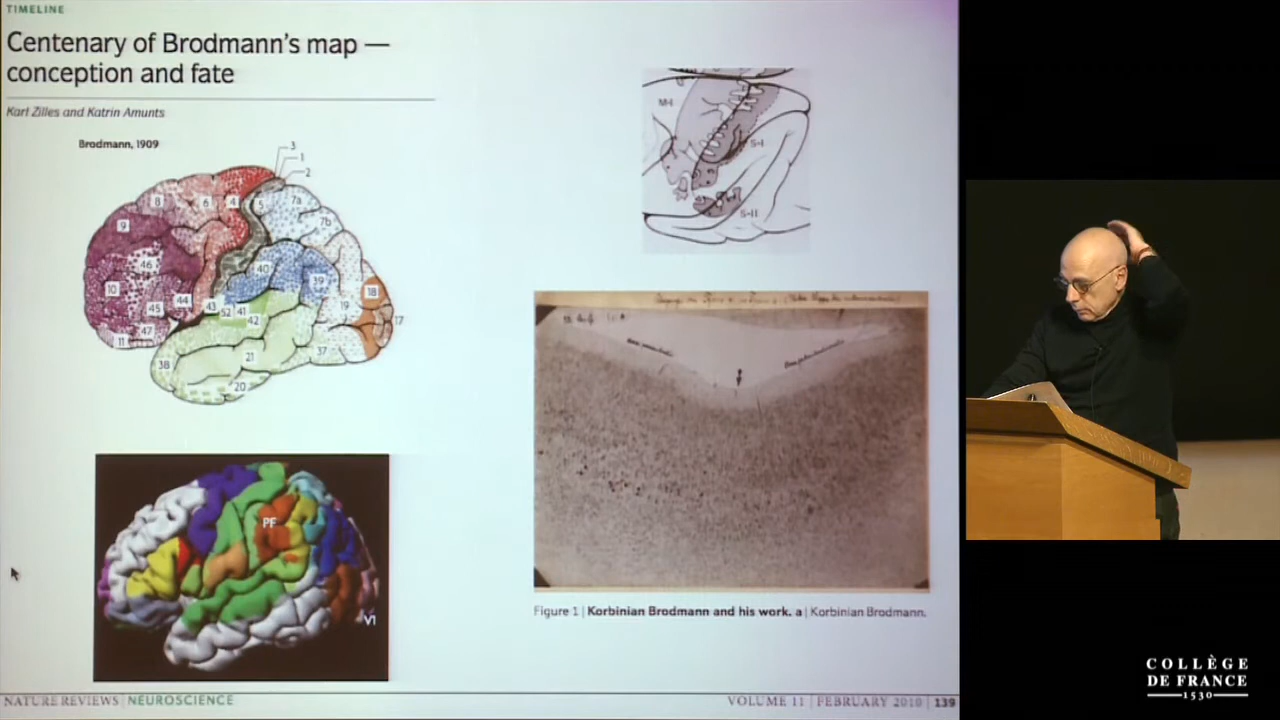 TIMELINE
Centenary of Brodmann's map —
conception and fate
Karl Zilles and Katrin Amunts
Brodmann, 1909
3
1
2
8
6
4
5
7a
7b
9
46
40
39
10
45
44
43
52
41
42
19
18
17
47
11
38
21
37
20
M-I
S-I
S-II
PF
V1
Figure 1 | Korbinian Brodmann and his work. a | Korbinian Brodmann.
NATURE REVIEWS | NEUROSCIENCE
VOLUME 11 | FEBRUARY 2010 | 139
COLLÈGE
DE FRANCE
1530